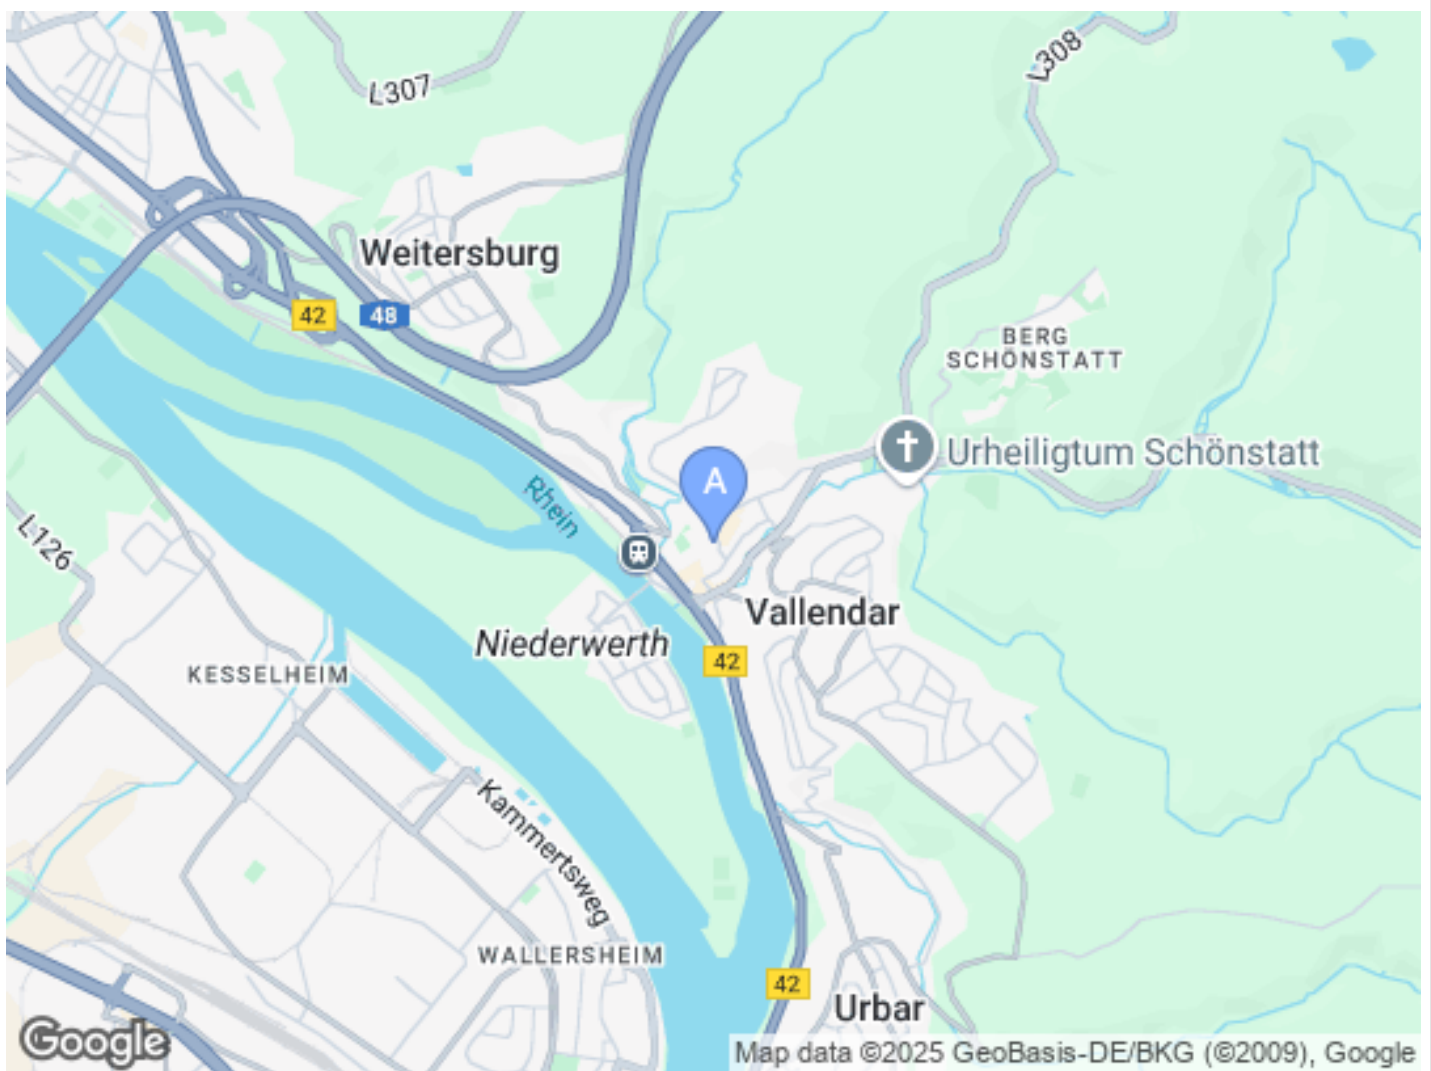 L307
L308
Weitersburg
42
48
BERG
SCHÖNSTATT
Urheiligtum Schönstatt
A
Rhein
L126
Vallendar
Niederwerth
42
KESSELHEIM
Kammertsweg
WALLERSHEIM
42
Urbar
Google
Map data ©2025 GeoBasis-DE/BKG (©2009), Google